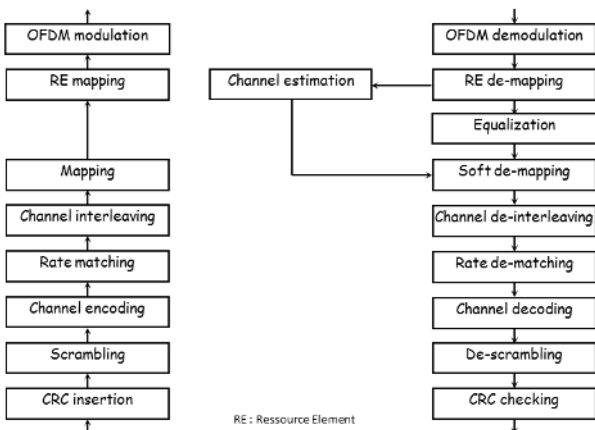 OFDM modulation
RE mapping
Mapping
Channel interleaving
Rate matching
Channel encoding
Scrambling
CRC insertion
Channel estimation
RE : Ressource Element
OFDM demodulation
RE de-mapping
Equalization
Soft de-mapping
Channel de-interleaving
Rate de-matching
Channel decoding
De-scrambling
CRC checking